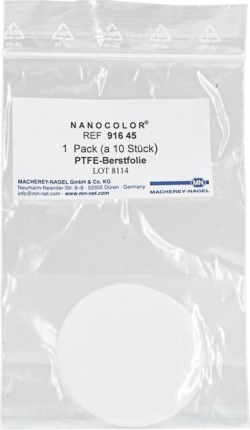 NANOCOLOR®
REF 916 45
1 Pack (a 10 Stück)
PTFE-Berstfolie
LOT 8114
MACHEREY-NAGEL GmbH & Co. KG
Neumann-Neander-Str. 6–8 · 52355 Düren · Germany
info@mn-net.com · www.mn-net.com
MN
MACHEREY-NAGEL